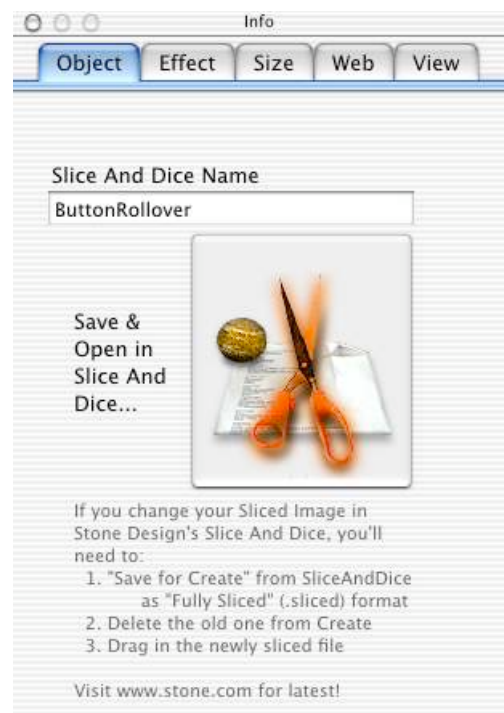 Info
Object Effect Size Web View
Slice And Dice Name
ButtonRollover
Save &
Open in
Slice And
Dice...
If you change your Sliced Image in
Stone Design's Slice And Dice, you'll
need to:
1. "Save for Create" from SliceAndDice
as "Fully Sliced" (.sliced) format
2. Delete the old one from Create
3. Drag in the newly sliced file
Visit www.stone.com for latest!